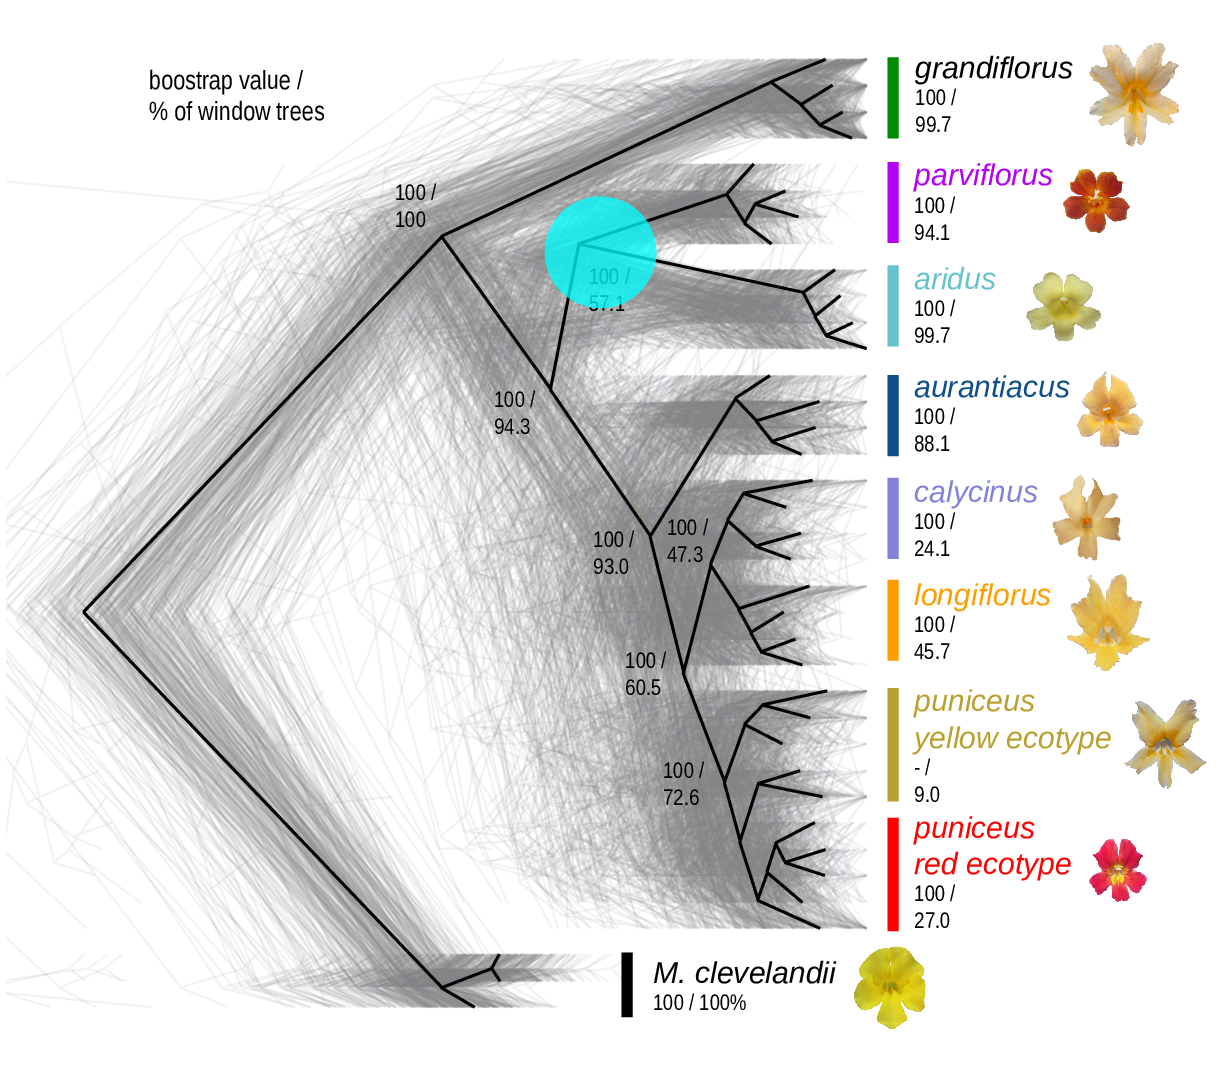 boostrap value /
% of window trees
100 /
100
100 /
57.1
100 /
94.3
100 /
93.0
100 /
47.3
100 /
60.5
100 /
72.6
grandiflorus
100 /
99.7
parviflorus
100 /
94.1
aridus
100 /
99.7
aurantiacus
100 /
88.1
calycinus
100 /
24.1
longiflorus
100 /
45.7
puniceus
yellow ecotype
- /
9.0
puniceus
red ecotype
100 /
27.0
M. clevelandii
100 / 100%